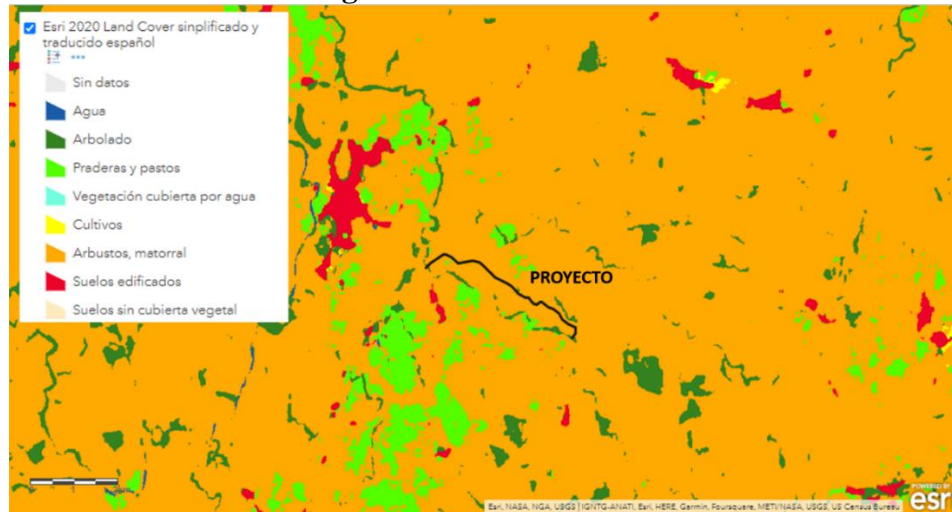 Esri 2020 Land Cover sinplificado y
traducido español
Sin datos
Agua
Arbolado
Praderas y pastos
Vegetación cubierta por agua
Cultivos
Arbustos, matorral
Suelos edificados
Suelos sin cubierta vegetal
PROYECTO
Esri, NASA, NGA, USGS | IGNTG-ANATI, Esri, HERE, Garmin, Foursquare, METI/NASA, USGS, US Census Bureau
POWERED BY
esri